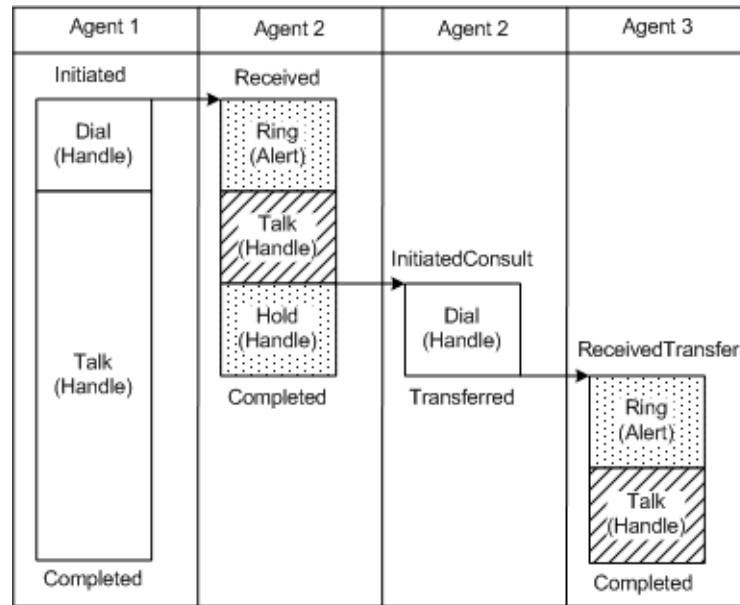 Agent 1
Agent 2
Agent 2
Agent 3
Initiated
Received
Dial
(Handle)
Ring
(Alert)
Talk
(Handle)
InitiatedConsult
Hold
(Handle)
Dial
(Handle)
Talk
(Handle)
ReceivedTransfer
Completed
Transferred
Ring
(Alert)
Talk
(Handle)
Completed
Completed